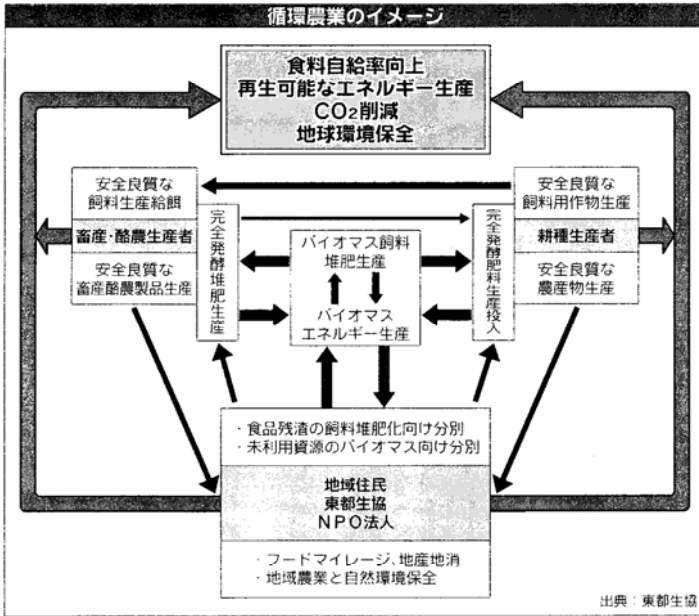 循環農業のイメージ
食料自給率向上
再生可能なエネルギー生産
CO₂削減
地球環境保全
安全良質な
飼料生産給餌
畜産・酪農生産者
安全良質な
畜産酪農製品生産
完全発酵堆肥生産
バイオマス飼料
堆肥生産
バイオマス
エネルギー生産
完全発酵肥料生産投入
安全良質な
飼料用作物生産
耕種生産者
安全良質な
農産物生産
・食品残渣の飼料堆肥化向け分別
・未利用資源のバイオマス向け分別
地域住民
東都生協
NPO法人
・フードマイレージ、地産地消
・地域農業と自然環境保全
出典：東都生協